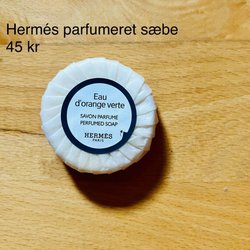 Hermés parfumeret sæbe
45 kr
Eau
d'orange verte
SAVON PARFUMÉ
PERFUMED SOAP
HERMÈS
PARIS